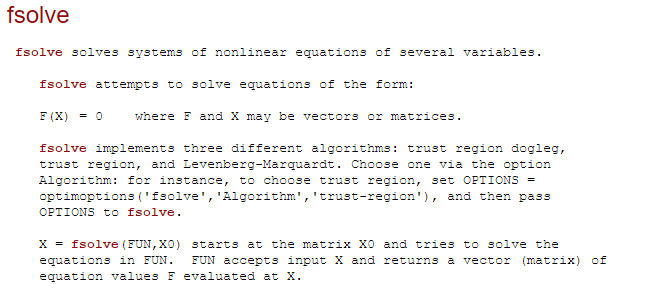 fsolve
fsolve solves systems of nonlinear equations of several variables.
fsolve attempts to solve equations of the form:
F(X) = 0    where F and X may be vectors or matrices.
fsolve implements three different algorithms: trust region dogleg,
trust region, and Levenberg-Marquardt. Choose one via the option
Algorithm: for instance, to choose trust region, set OPTIONS =
optimoptions('fsolve','Algorithm','trust-region'), and then pass
OPTIONS to fsolve.
X = fsolve(FUN,X0) starts at the matrix X0 and tries to solve the
equations in FUN.  FUN accepts input X and returns a vector (matrix) of
equation values F evaluated at X.